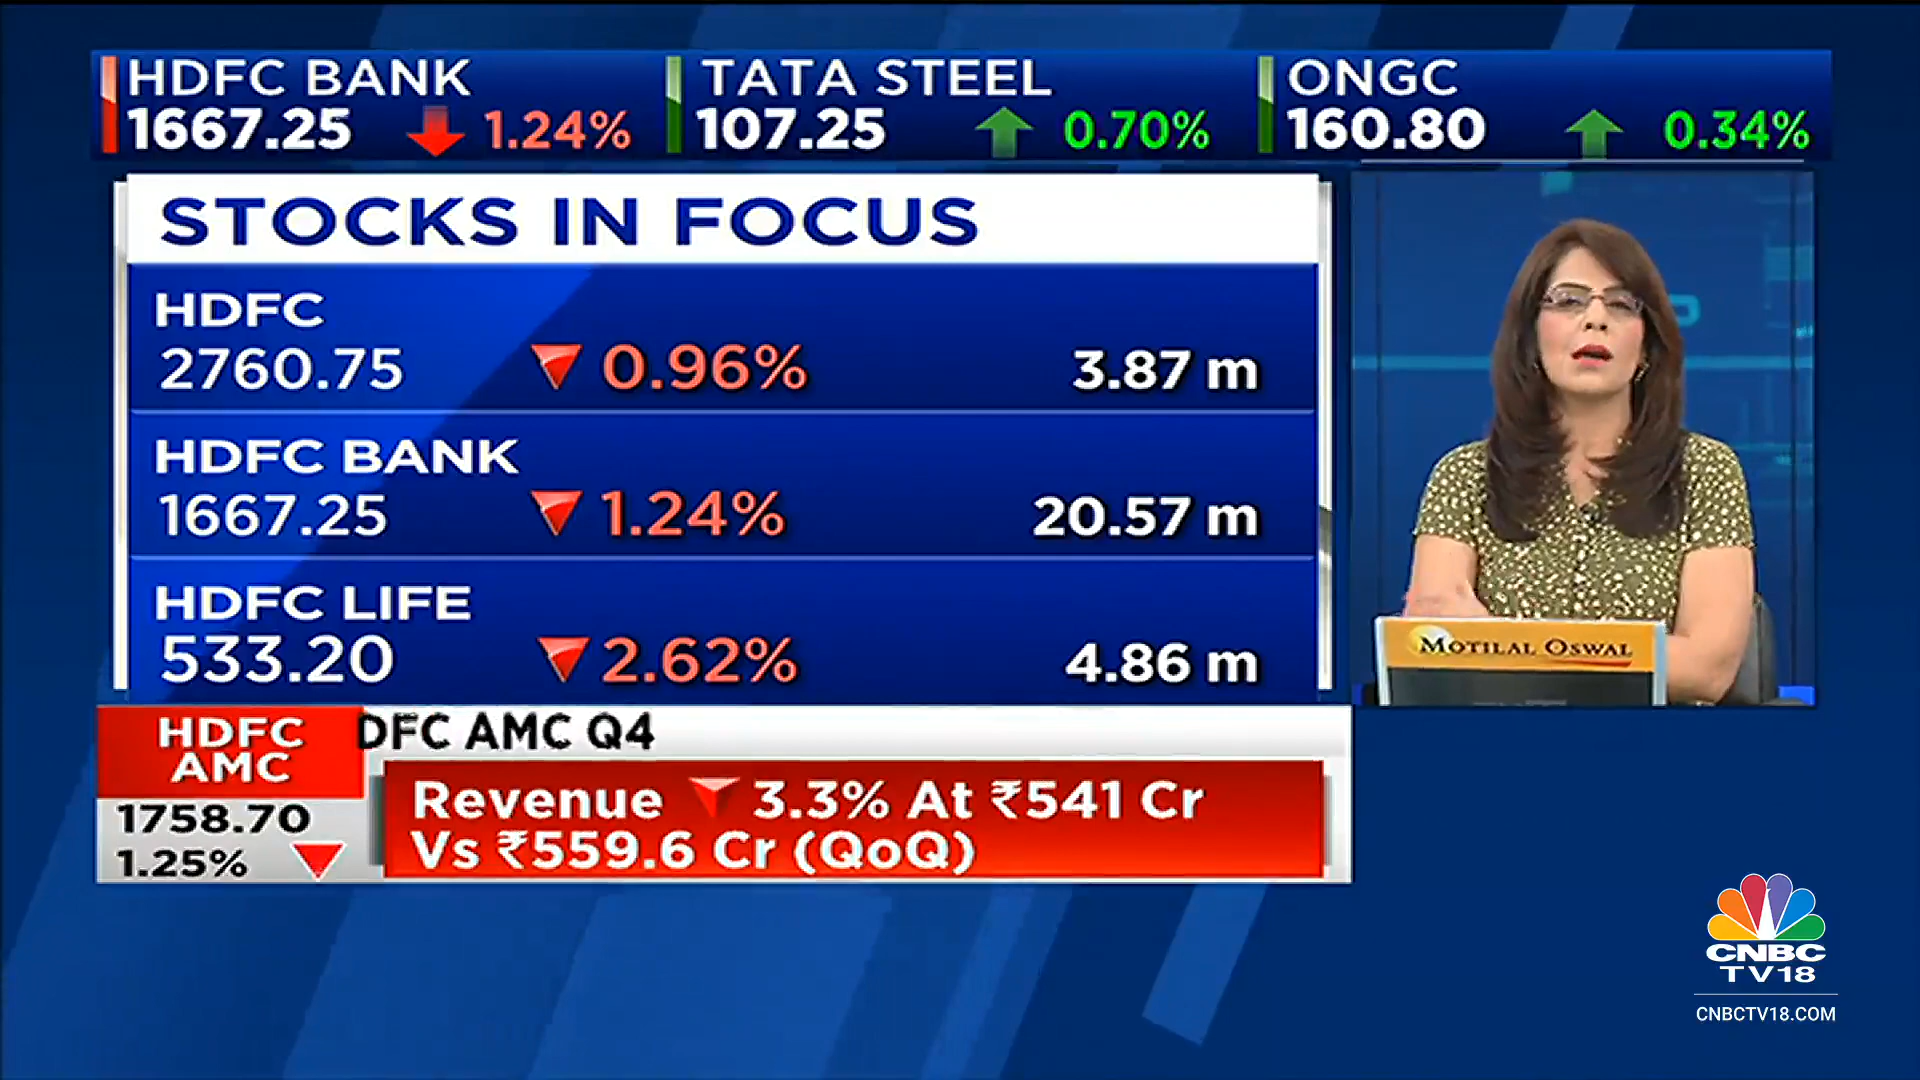 HDFC BANK
1667.25 1.24%
TATA STEEL
107.25 0.70%
ONGC
160.80 0.34%
STOCKS IN FOCUS
HDFC
2760.75 0.96% 3.87 m
HDFC BANK
1667.25 1.24% 20.57 m
HDFC LIFE
533.20 2.62% 4.86 m
MOTILAL OSWAL
HDFC
AMC
1758.70
1.25%
DFC AMC Q4
Revenue 3.3% At ₹541 Cr
Vs ₹559.6 Cr (QoQ)
CNBC
TV18
CNBCTV18.COM